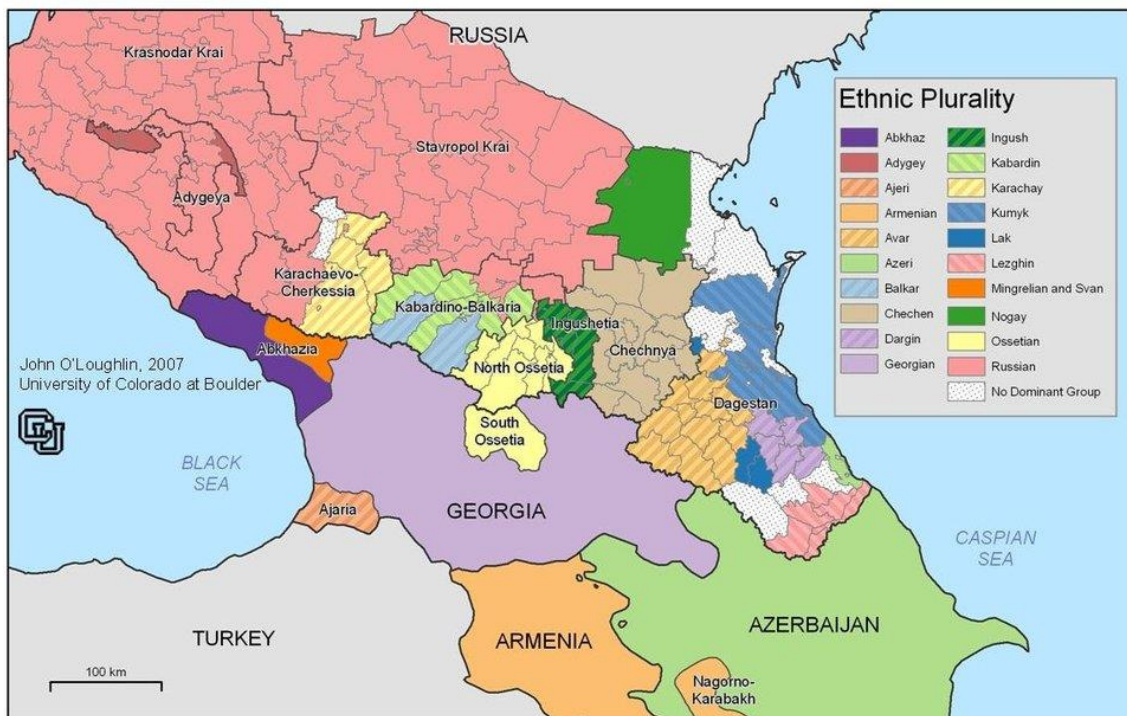 RUSSIA
Krasnodar Krai
Stavropol Krai
Adygeya
Karachaevo-
Cherkessia
Kabardino-Balkaria
Ingushetia
Chechnya
North Ossetia
Abkhazia
South
Ossetia
Dagestan
John O'Loughlin, 2007
University of Colorado at Boulder
CU
BLACK
SEA
GEORGIA
Ajaria
CASPIAN
SEA
TURKEY
ARMENIA
AZERBAIJAN
Nagorno-
Karabakh
100 km
Ethnic Plurality
Abkhaz
Adygey
Ajeri
Armenian
Avar
Azeri
Balkar
Chechen
Dargin
Georgian
Ingush
Kabardin
Karachay
Kumyk
Lak
Lezghin
Mingrelian and Svan
Nogay
Ossetian
Russian
No Dominant Group